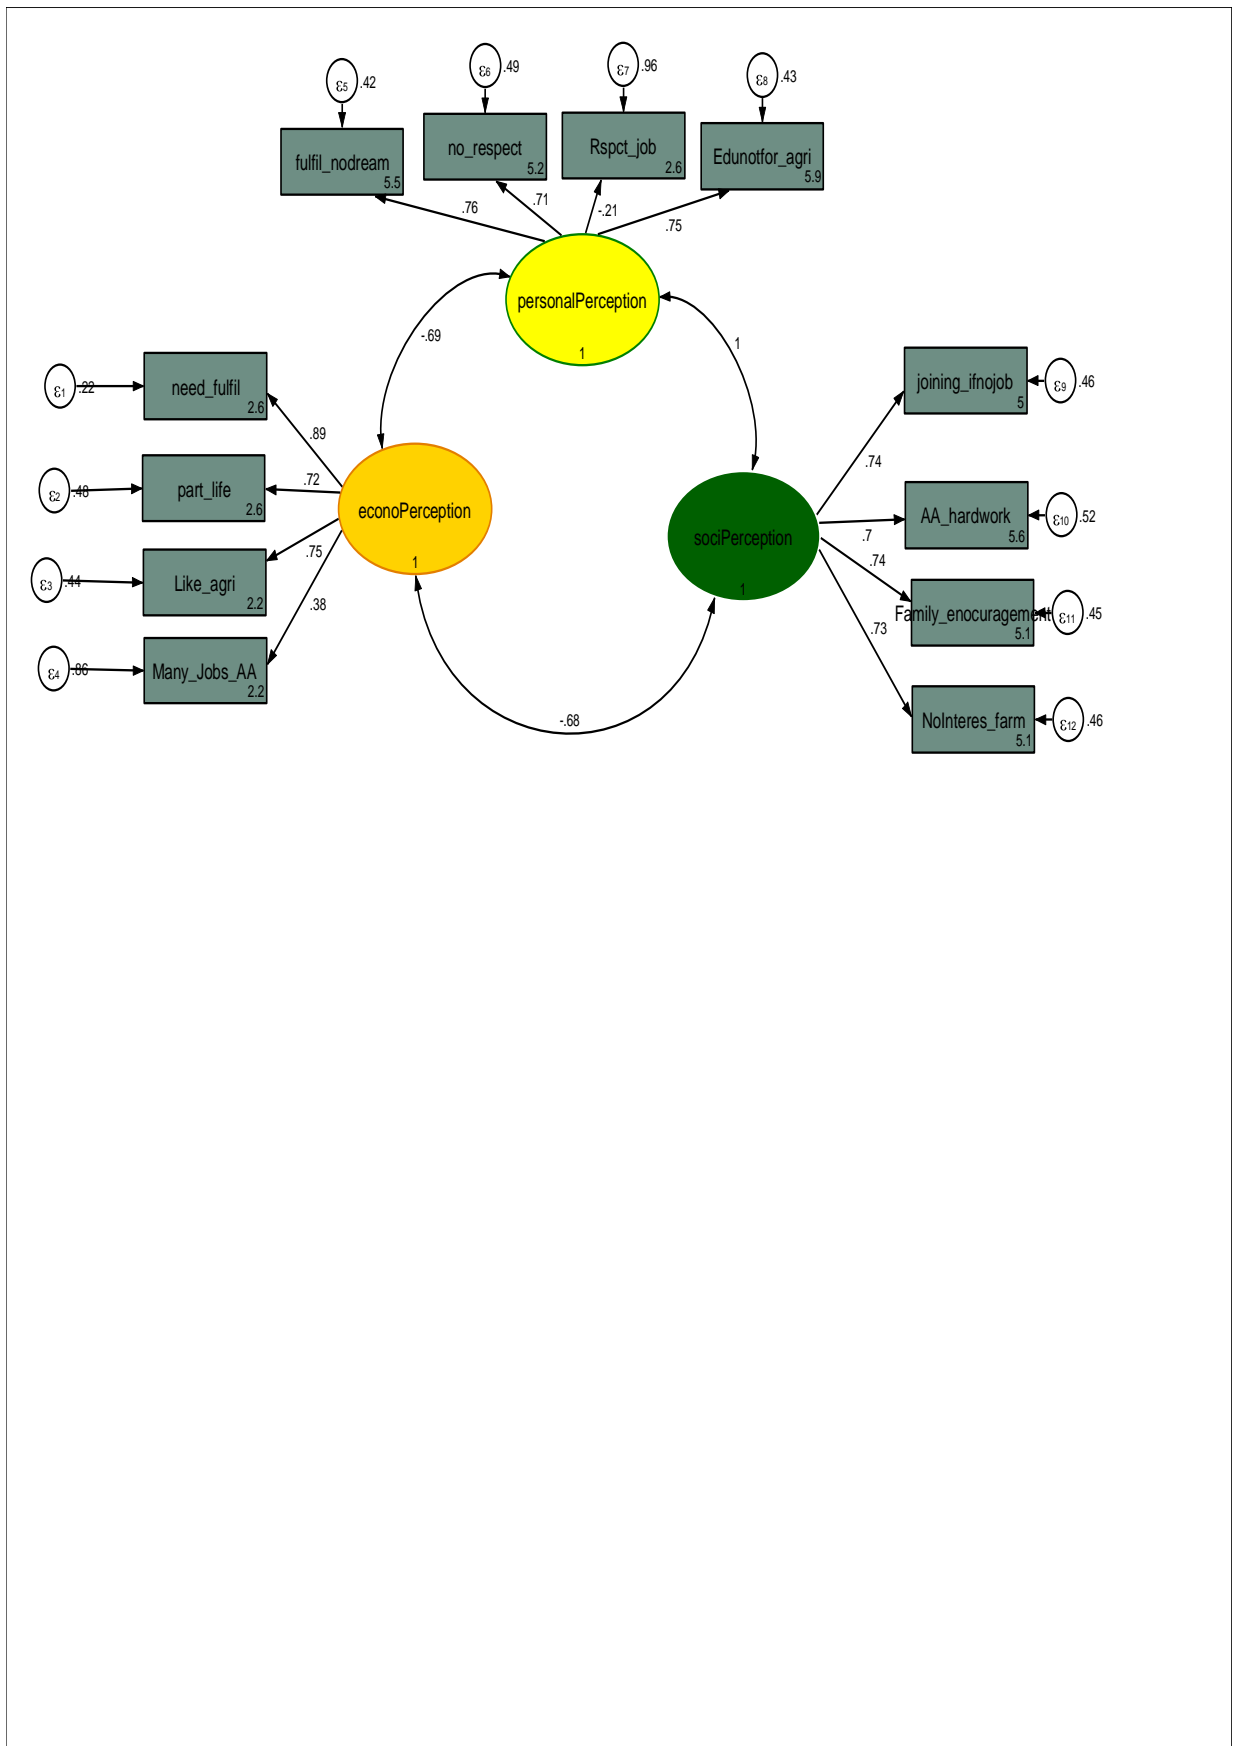 ε5 .42
ε6 .49
ε7 .96
ε8 .43
fulfil_nodream 5.5
no_respect 5.2
Rspct_job 2.6
Edunotfor_agri 5.9
.76
.71
-.21
.75
personalPerception
1
-.69
1
ε1 .22
need_fulfil 2.6
.89
ε2 .48
part_life 2.6
.72
ε3 .44
Like_agri 2.2
.75
ε4 .86
Many_Jobs_AA 2.2
.38
econoPerception
1
-.68
sociPerception
1
.74
joining_ifnojob 5
ε9 .46
.7
AA_hardwork 5.6
ε10 .52
.74
Family_enocuragement 5.1
ε11 .45
.73
NoInteres_farm 5.1
ε12 .46